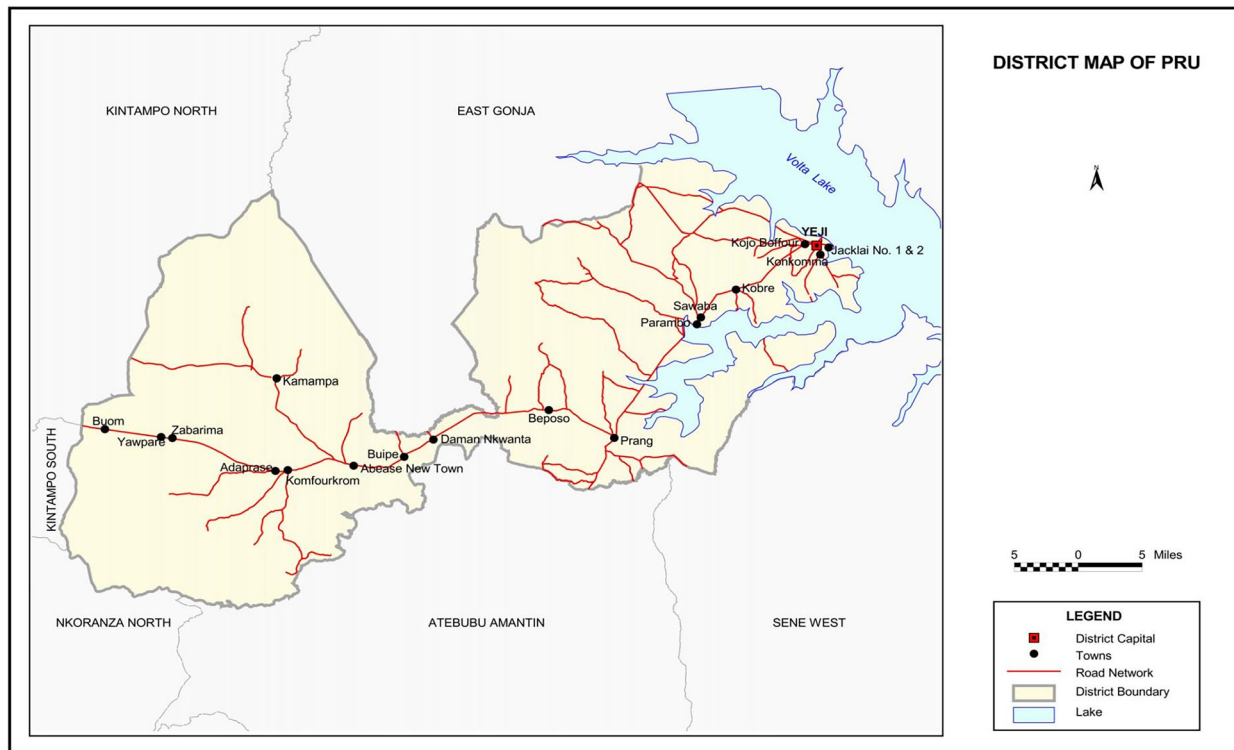 DISTRICT MAP OF PRU
KINTAMPO NORTH
EAST GONJA
N
Volta Lake
YEJI
Kojo Boffour
Jacklai No. 1 & 2
Konkomma
Kobre
Sawaba
Parambo
Kamampa
Buom
Beposo
Yawpare
Zabarima
Daman Nkwanta
Prang
Buipe
Adaprase
Abease New Town
Komfourkrom
KINTAMPO SOUTH
5 0 5 Miles
NKORANZA NORTH
ATEBUBU AMANTIN
SENE WEST
LEGEND
District Capital
Towns
Road Network
District Boundary
Lake